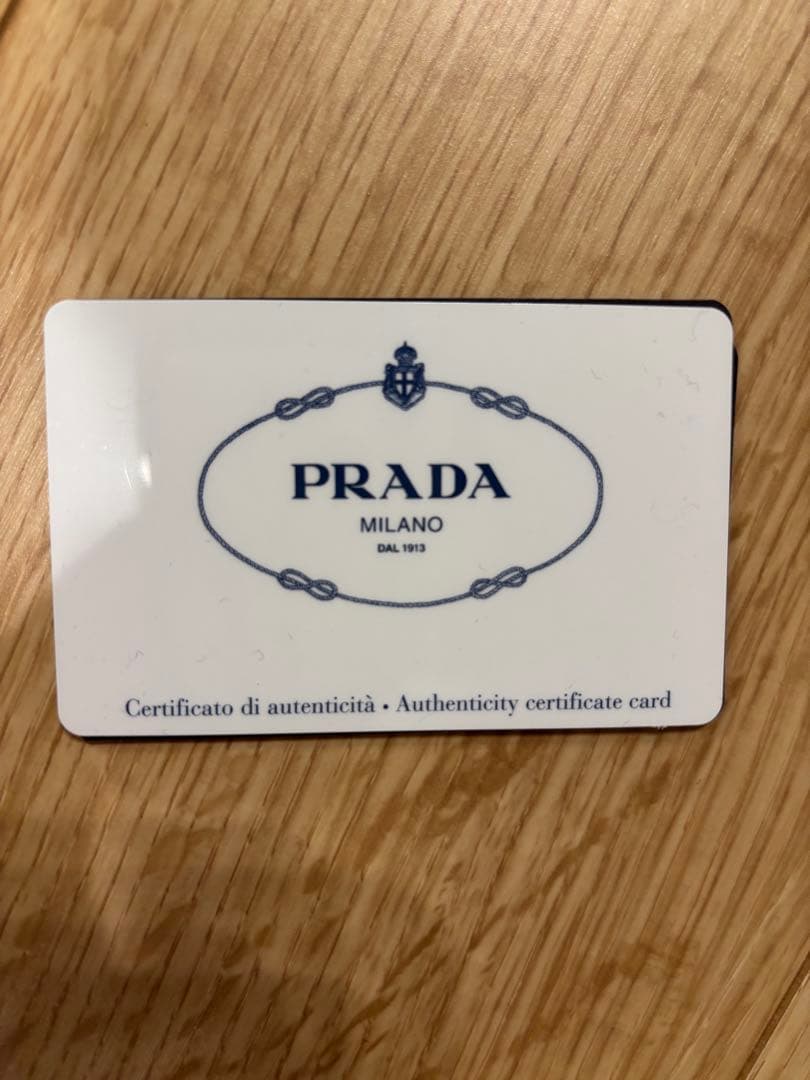 PRADA
MILANO
DAL 1913
Certificato di autenticità • Authenticity certificate card